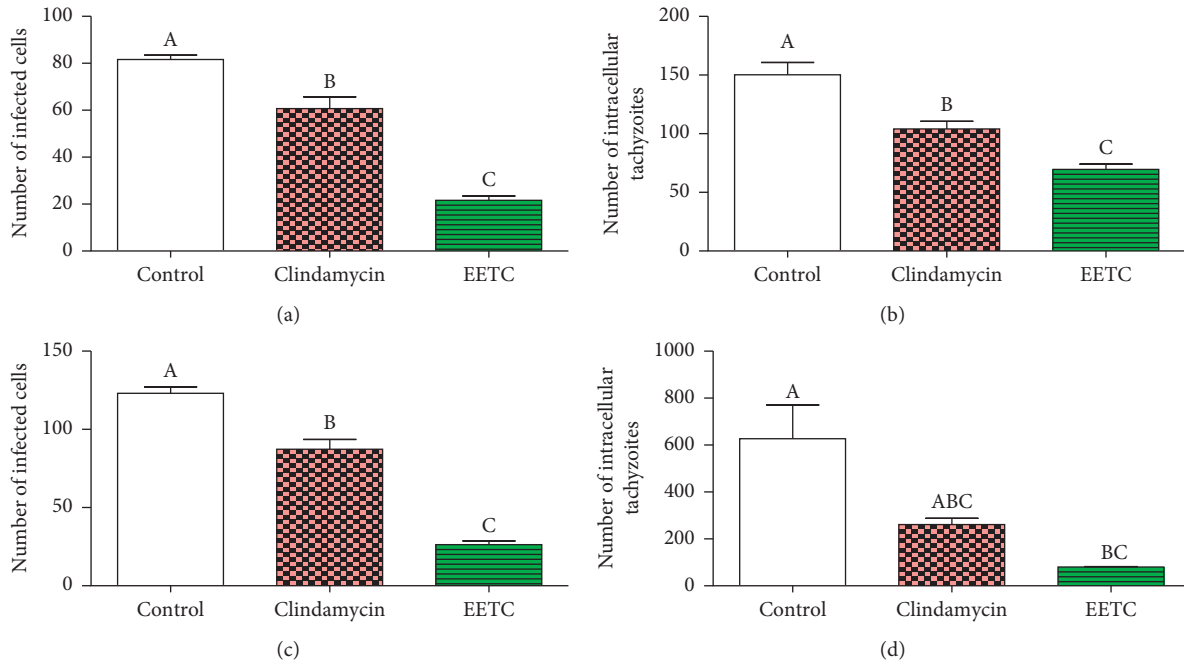 Number of infected cells
100
80
60
40
20
0
A
B
C
Control
Clindamycin
EETC
(a)
Number of intracellular
tachyzoites
200
150
100
50
0
A
B
C
Control
Clindamycin
EETC
(b)
Number of infected cells
150
100
50
0
A
B
C
Control
Clindamycin
EETC
(c)
Number of intracellular
tachyzoites
1000
800
600
400
200
0
A
ABC
BC
Control
Clindamycin
EETC
(d)